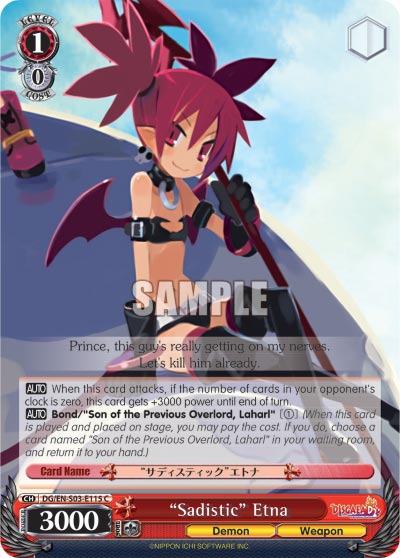 LEVEL
1
0
COST
SAMPLE
Prince, this guy's really getting on my nerves.
Let's kill him already.
AUTO When this card attacks, if the number of cards in your opponent's
clock is zero, this card gets +3000 power until end of turn.
AUTO Bond/"Son of the Previous Overlord, Laharl" (①) (When this card
is played and placed on stage, you may pay the cost. If you do, choose a
card named "Son of the Previous Overlord, Laharl" in your waiting room,
and return it to your hand.)
Card Name "サディスティック"エトナ
CH DG/EN-S03-E115 C
3000
"Sadistic" Etna
DISGAEA
Demon Weapon
©NIPPON ICHI SOFTWARE INC.